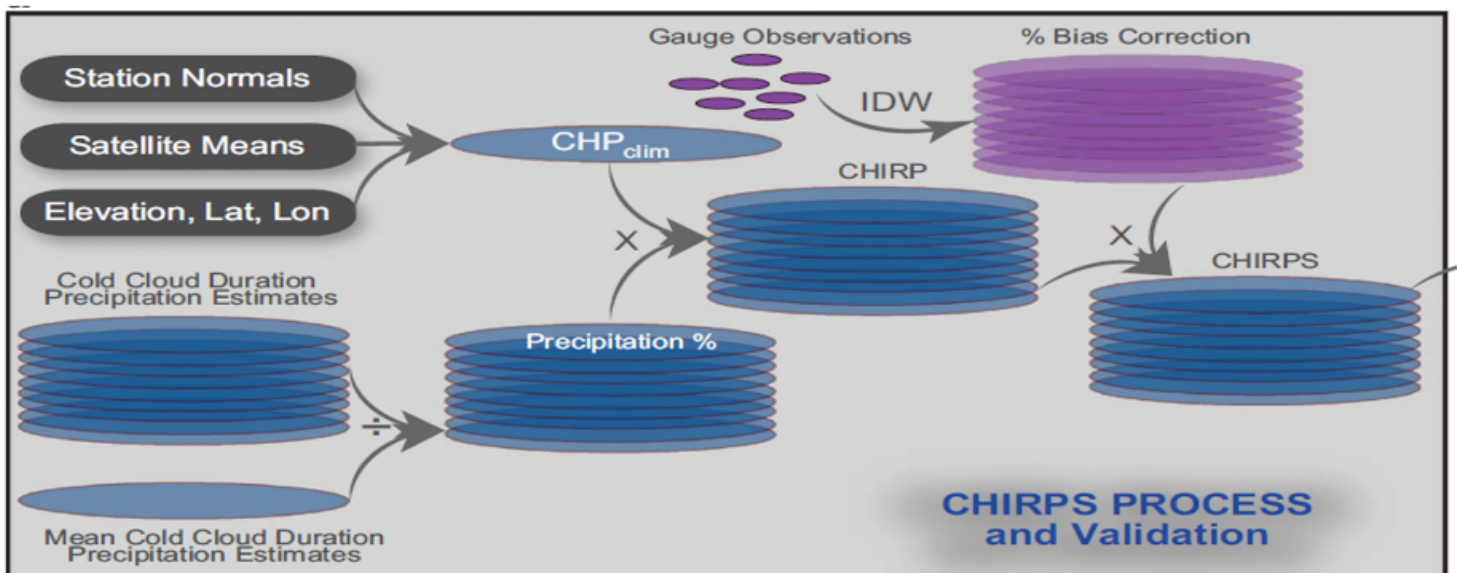 Gauge Observations
% Bias Correction
Station Normals
IDW
Satellite Means
CHPclim
CHIRP
Elevation, Lat, Lon
X
X
CHIRPS
Cold Cloud Duration
Precipitation Estimates
Precipitation %
÷
CHIRPS PROCESS
and Validation
Mean Cold Cloud Duration
Precipitation Estimates